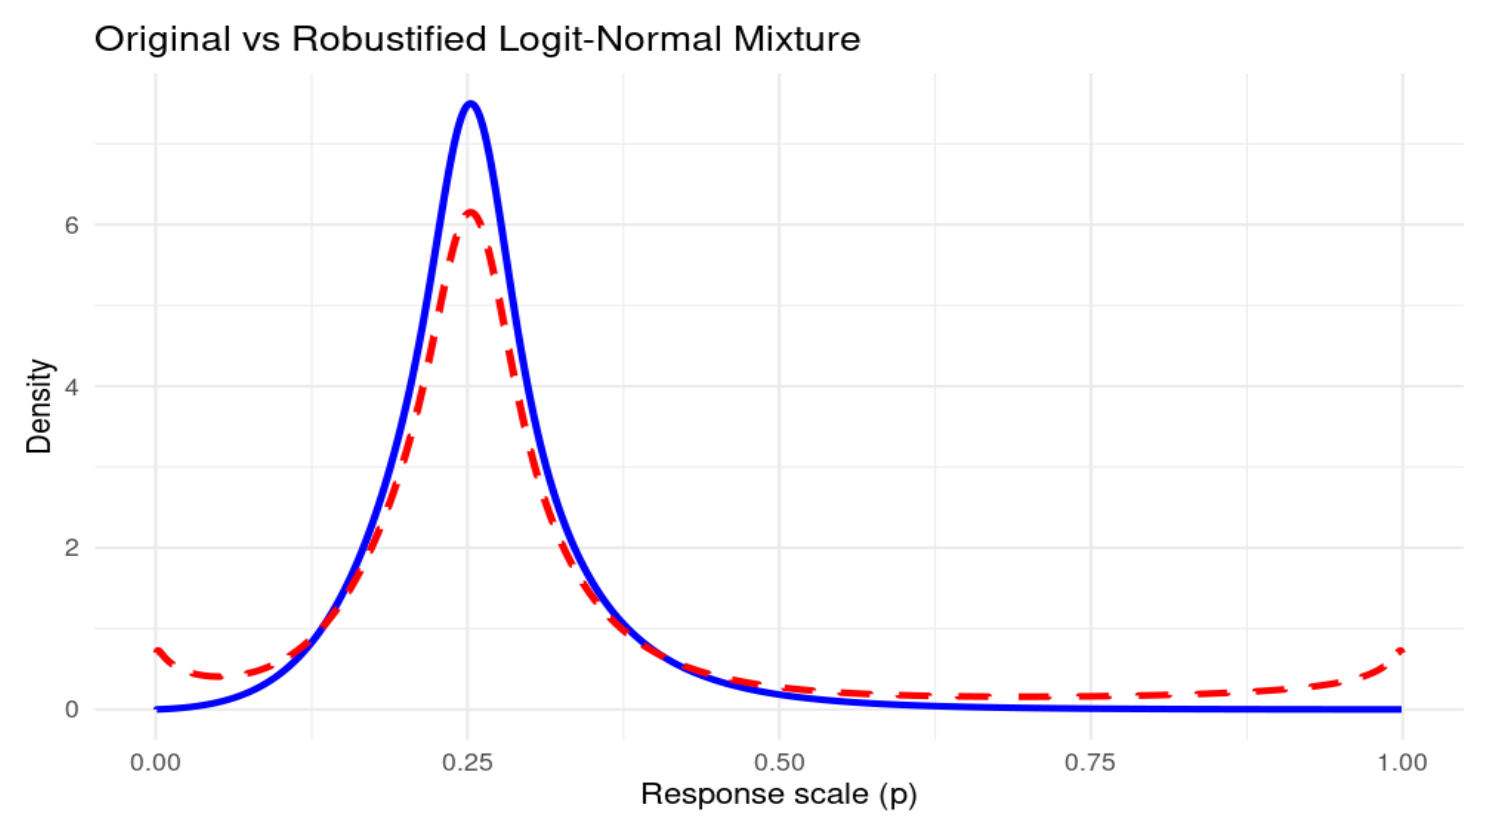 Original vs Robustified Logit-Normal Mixture
Density
6
4
2
0
0.00 0.25 0.50 0.75 1.00
Response scale (p)